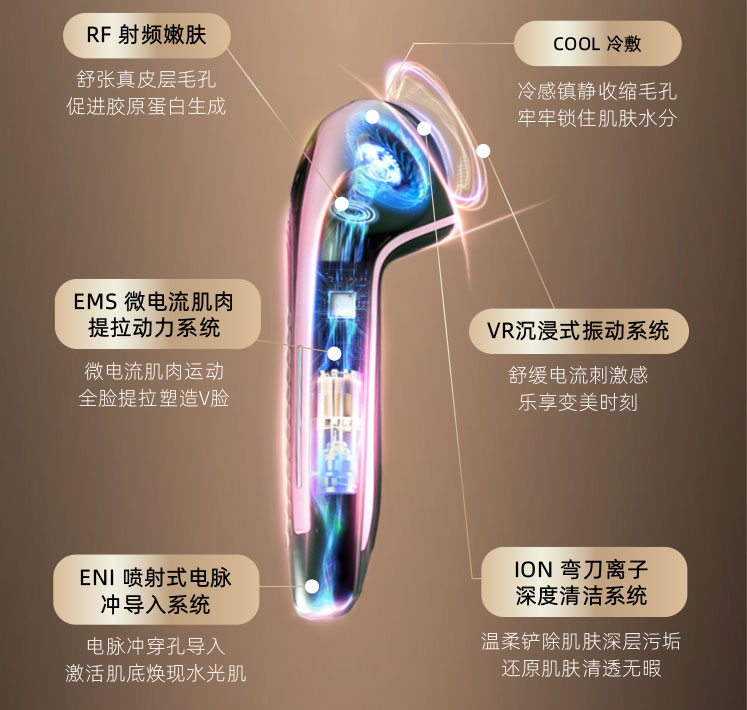 RF 射频嫩肤
舒张真皮层毛孔
促进胶原蛋白生成
COOL 冷敷
冷感镇静收缩毛孔
牢牢锁住肌肤水分
EMS 微电流肌肉
提拉动力系统
微电流肌肉运动
全脸提拉塑造V脸
VR沉浸式振动系统
舒缓电流刺激感
乐享变美时刻
ENI 喷射式电脉
冲导入系统
电脉冲穿孔导入
激活肌底焕现水光肌
ION 弯刀离子
深度清洁系统
温柔铲除肌肤深层污垢
还原肌肤清透无暇